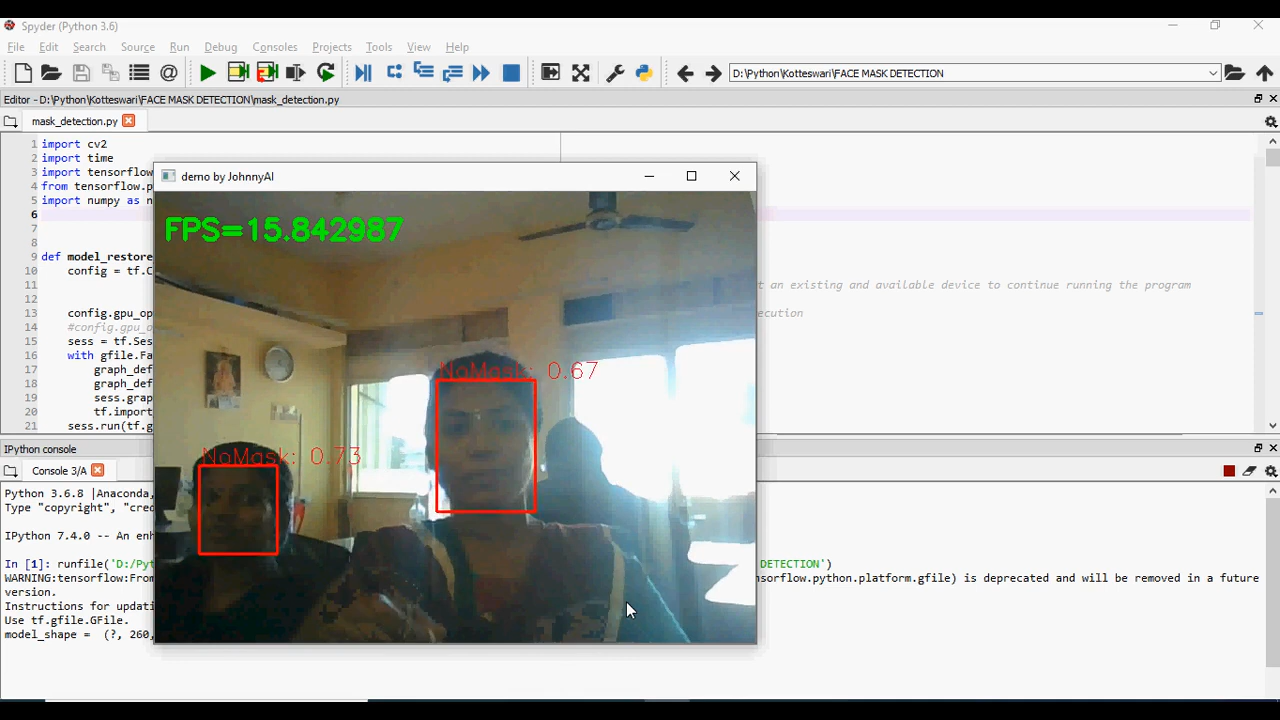 Spyder (Python 3.6)
File Edit Search Source Run Debug Consoles Projects Tools View Help
D:\Python\Kotteswari\FACE MASK DETECTION
Editor - D:\Python\Kotteswari\FACE MASK DETECTION\mask_detection.py
mask_detection.py
1 import cv2
2 import time
3 import tensorflow
4 from tensorflow.p
5 import numpy as n
6
7
8
9 def model_restore
10 config = tf.C
11 t an existing and available device to continue running the program
12
13 config.gpu_op ecution
14 #config.gpu_o
15 sess = tf.Ses
16 with gfile.Fa
17 graph_def
18 graph_def
19 sess.grap
20 tf.import
21 sess.run(tf.g
demo by JohnnyAI
FPS=15.842987
NoMask: 0.67
NoMask: 0.73
IPython console
Console 3/A
Python 3.6.8 |Anaconda,
Type "copyright", "cred
IPython 7.4.0 -- An enh
In [1]: runfile('D:/Pyt DETECTION')
WARNING:tensorflow:From nsorflow.python.platform.gfile) is deprecated and will be removed in a future
version.
Instructions for updati
Use tf.gfile.GFile.
model_shape = (?, 260,